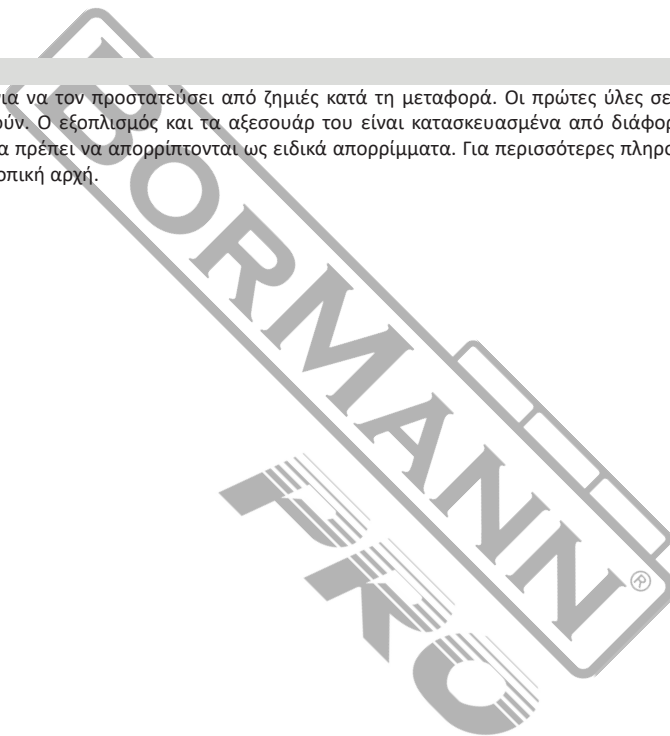 για να τον προστατεύσει από ζημιές κατά τη μεταφορά. Οι πρώτες ύλες σε
ούν. Ο εξοπλισμός και τα αξεσουάρ του είναι κατασκευασμένα από διάφορ
α πρέπει να απορρίπτονται ως ειδικά απορρίμματα. Για περισσότερες πληρο
οπική αρχή.
BORMANN®
PRO